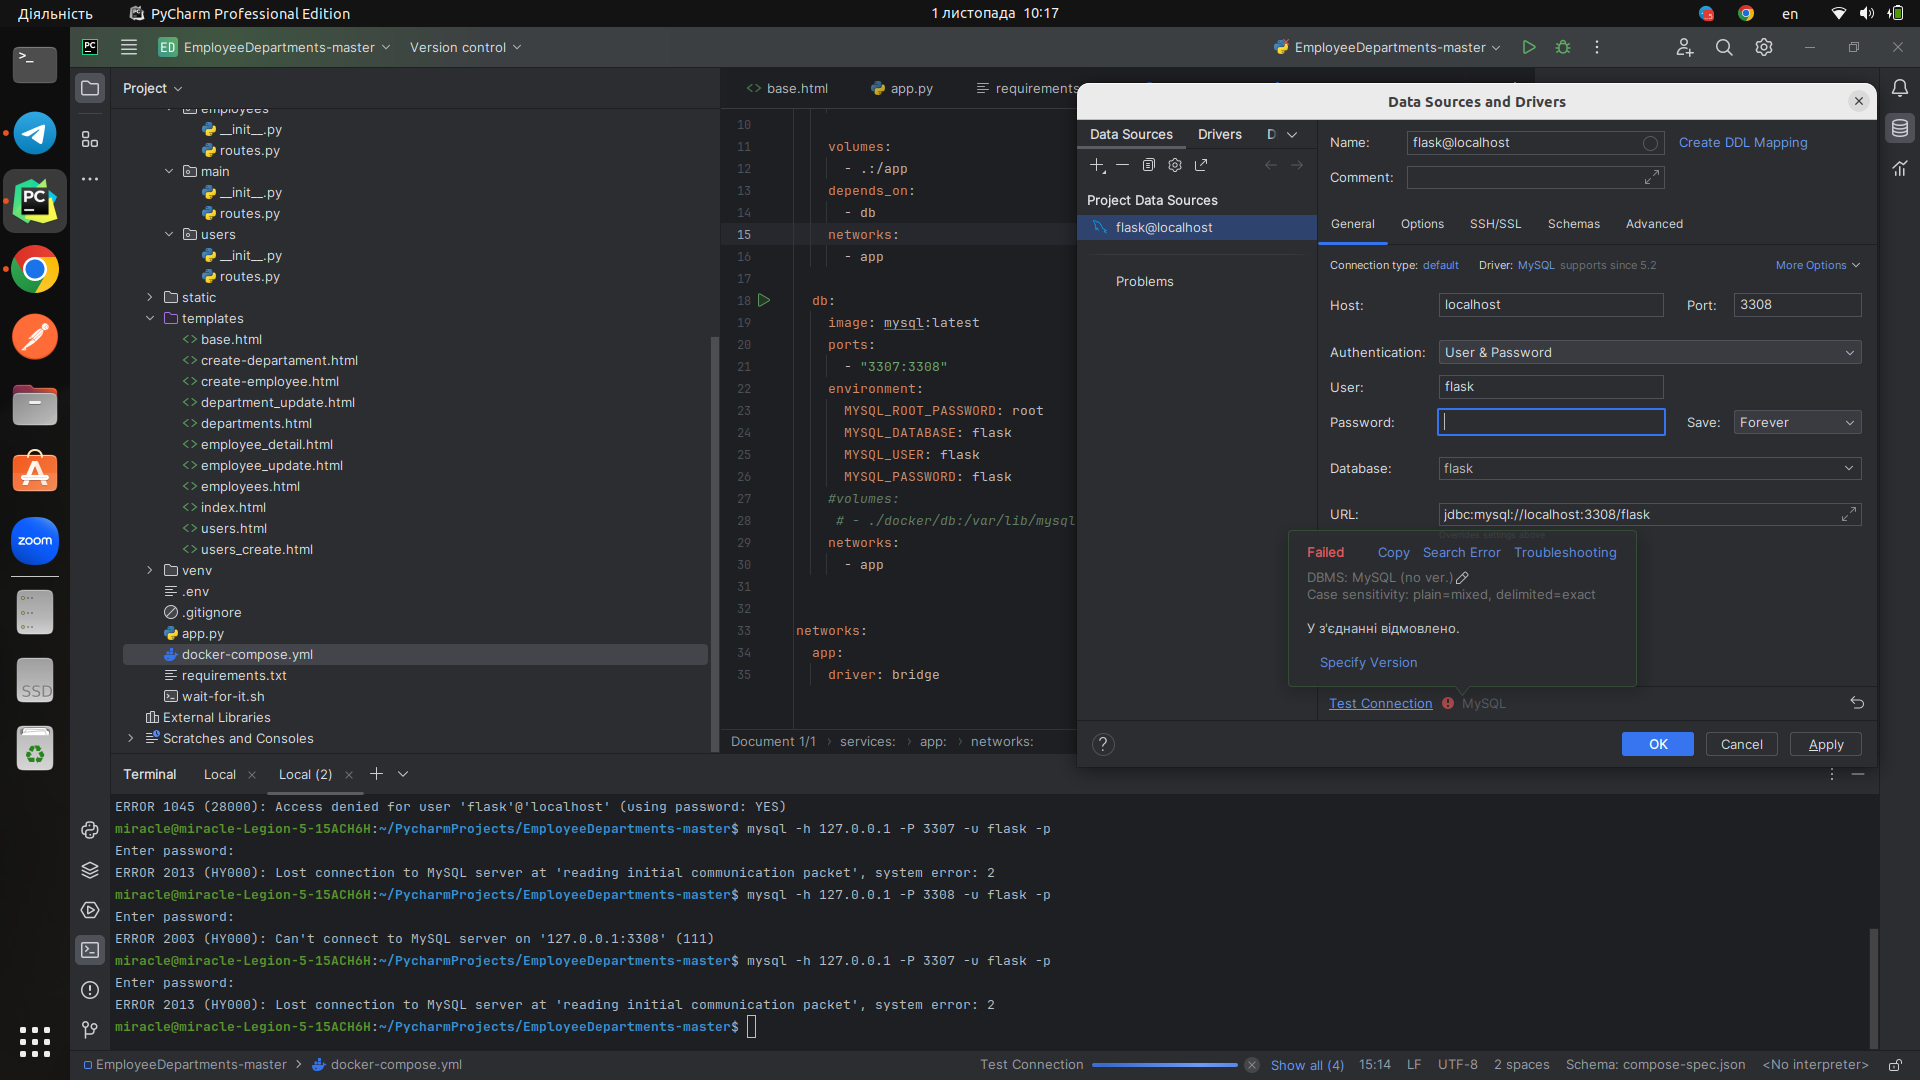 Діяльність
PyCharm Professional Edition
1 листопада 10:17
en
PC
ED EmployeeDepartments-master
Version control
EmployeeDepartments-master
Project
base.html
app.py
requirements
employees
__init__.py
routes.py
main
__init__.py
routes.py
users
__init__.py
routes.py
static
templates
base.html
create-departament.html
create-employee.html
department_update.html
departments.html
employee_detail.html
employee_update.html
employees.html
index.html
users.html
users_create.html
venv
.env
.gitignore
app.py
docker-compose.yml
requirements.txt
wait-for-it.sh
External Libraries
Scratches and Consoles
PC
zoom
SSD
10
11 volumes:
12 - .:/app
13 depends_on:
14 - db
15 networks:
16 - app
17
18 db:
19 image: mysql:latest
20 ports:
21 - "3307:3308"
22 environment:
23 MYSQL_ROOT_PASSWORD: root
24 MYSQL_DATABASE: flask
25 MYSQL_USER: flask
26 MYSQL_PASSWORD: flask
27 #volumes:
28 # - ./docker/db:/var/lib/mysql
29 networks:
30 - app
31
32
33 networks:
34 app:
35 driver: bridge
Document 1/1 › services: › app: › networks:
Data Sources and Drivers
Data Sources
Drivers
D
Project Data Sources
flask@localhost
Problems
Name: flask@localhost
Create DDL Mapping
Comment:
General
Options
SSH/SSL
Schemas
Advanced
Connection type: default
Driver: MySQL supports since 5.2
More Options
Host: localhost
Port: 3308
Authentication: User & Password
User: flask
Password:
Save: Forever
Database: flask
URL: jdbc:mysql://localhost:3308/flask
Overrides settings above
Failed
Copy
Search Error
Troubleshooting
DBMS: MySQL (no ver.)
Case sensitivity: plain=mixed, delimited=exact
У з'єднанні відмовлено.
Specify Version
Test Connection
MySQL
?
OK
Cancel
Apply
Terminal
Local
Local (2)
ERROR 1045 (28000): Access denied for user 'flask'@'localhost' (using password: YES)
miracle@miracle-Legion-5-15ACH6H:~/PycharmProjects/EmployeeDepartments-master$ mysql -h 127.0.0.1 -P 3307 -u flask -p
Enter password:
ERROR 2013 (HY000): Lost connection to MySQL server at 'reading initial communication packet', system error: 2
miracle@miracle-Legion-5-15ACH6H:~/PycharmProjects/EmployeeDepartments-master$ mysql -h 127.0.0.1 -P 3308 -u flask -p
Enter password:
ERROR 2003 (HY000): Can't connect to MySQL server on '127.0.0.1:3308' (111)
miracle@miracle-Legion-5-15ACH6H:~/PycharmProjects/EmployeeDepartments-master$ mysql -h 127.0.0.1 -P 3307 -u flask -p
Enter password:
ERROR 2013 (HY000): Lost connection to MySQL server at 'reading initial communication packet', system error: 2
miracle@miracle-Legion-5-15ACH6H:~/PycharmProjects/EmployeeDepartments-master$
EmployeeDepartments-master › docker-compose.yml
Test Connection
Show all (4)
15:14
LF
UTF-8
2 spaces
Schema: compose-spec.json
<No interpreter>